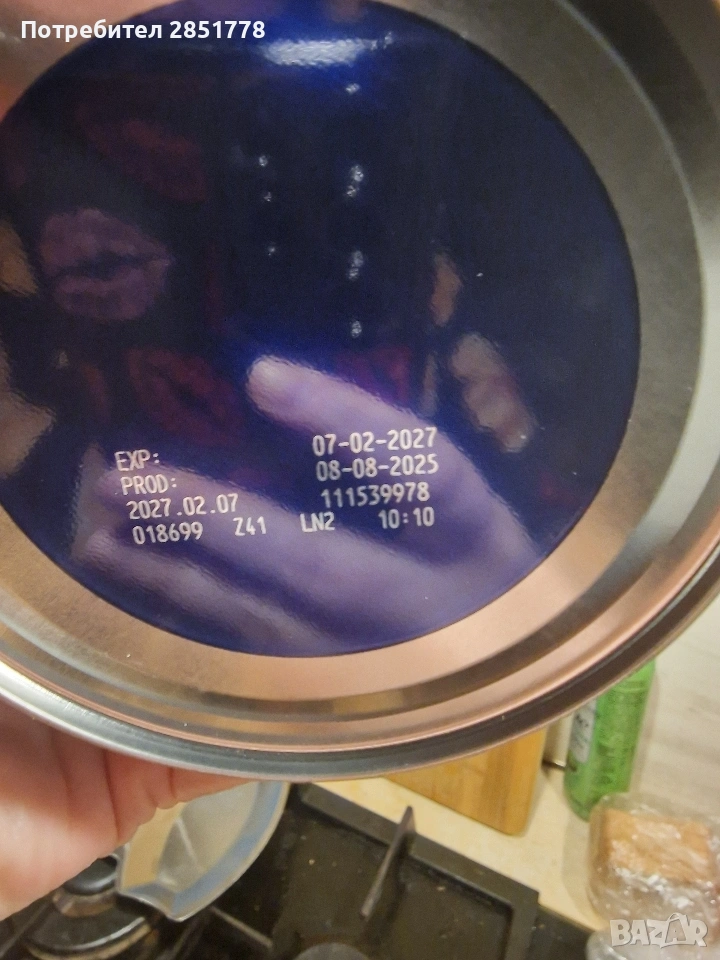 Потребител 2851778
EXP: 07-02-2027
PROD: 08-08-2025
2027.02.07 111539978
018699 Z41 LN2 10:10
BAZAR